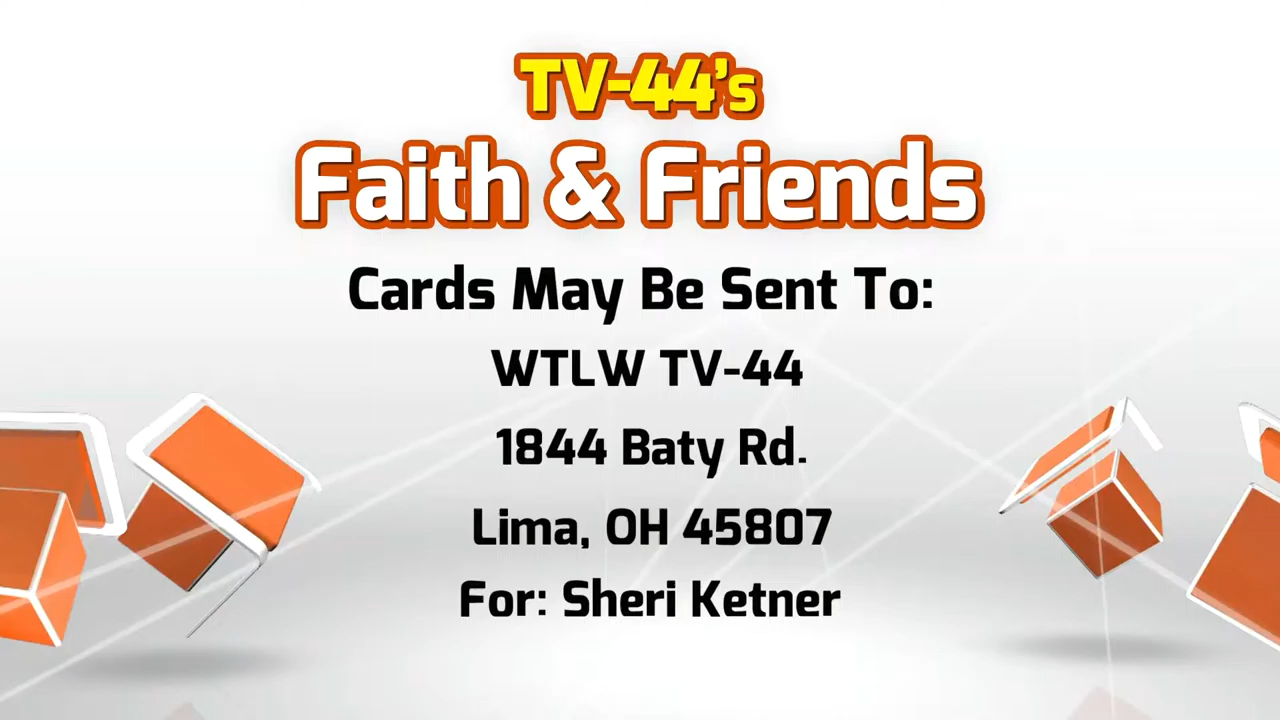 TV-44's
Faith & Friends
Cards May Be Sent To:
WTLW TV-44
1844 Baty Rd.
Lima, OH 45807
For: Sheri Ketner